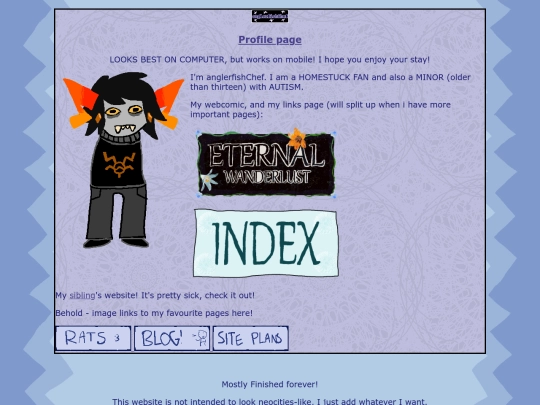 Profile page
LOOKS BEST ON COMPUTER, but works on mobile! I hope you enjoy your stay!
I'm anglerfishChef. I am a HOMESTUCK FAN and also a MINOR (older
than thirteen) with AUTISM.
My webcomic, and my links page (will split up when i have more
important pages):
ETERNAL
WANDERLUST
INDEX
My sibling's website! It's pretty sick, check it out!
Behold - image links to my favourite pages here!
RATS 3
BLOG!
SITE PLANS
Mostly Finished forever!
This website is not intended to look neocities-like, I just add whatever I want.